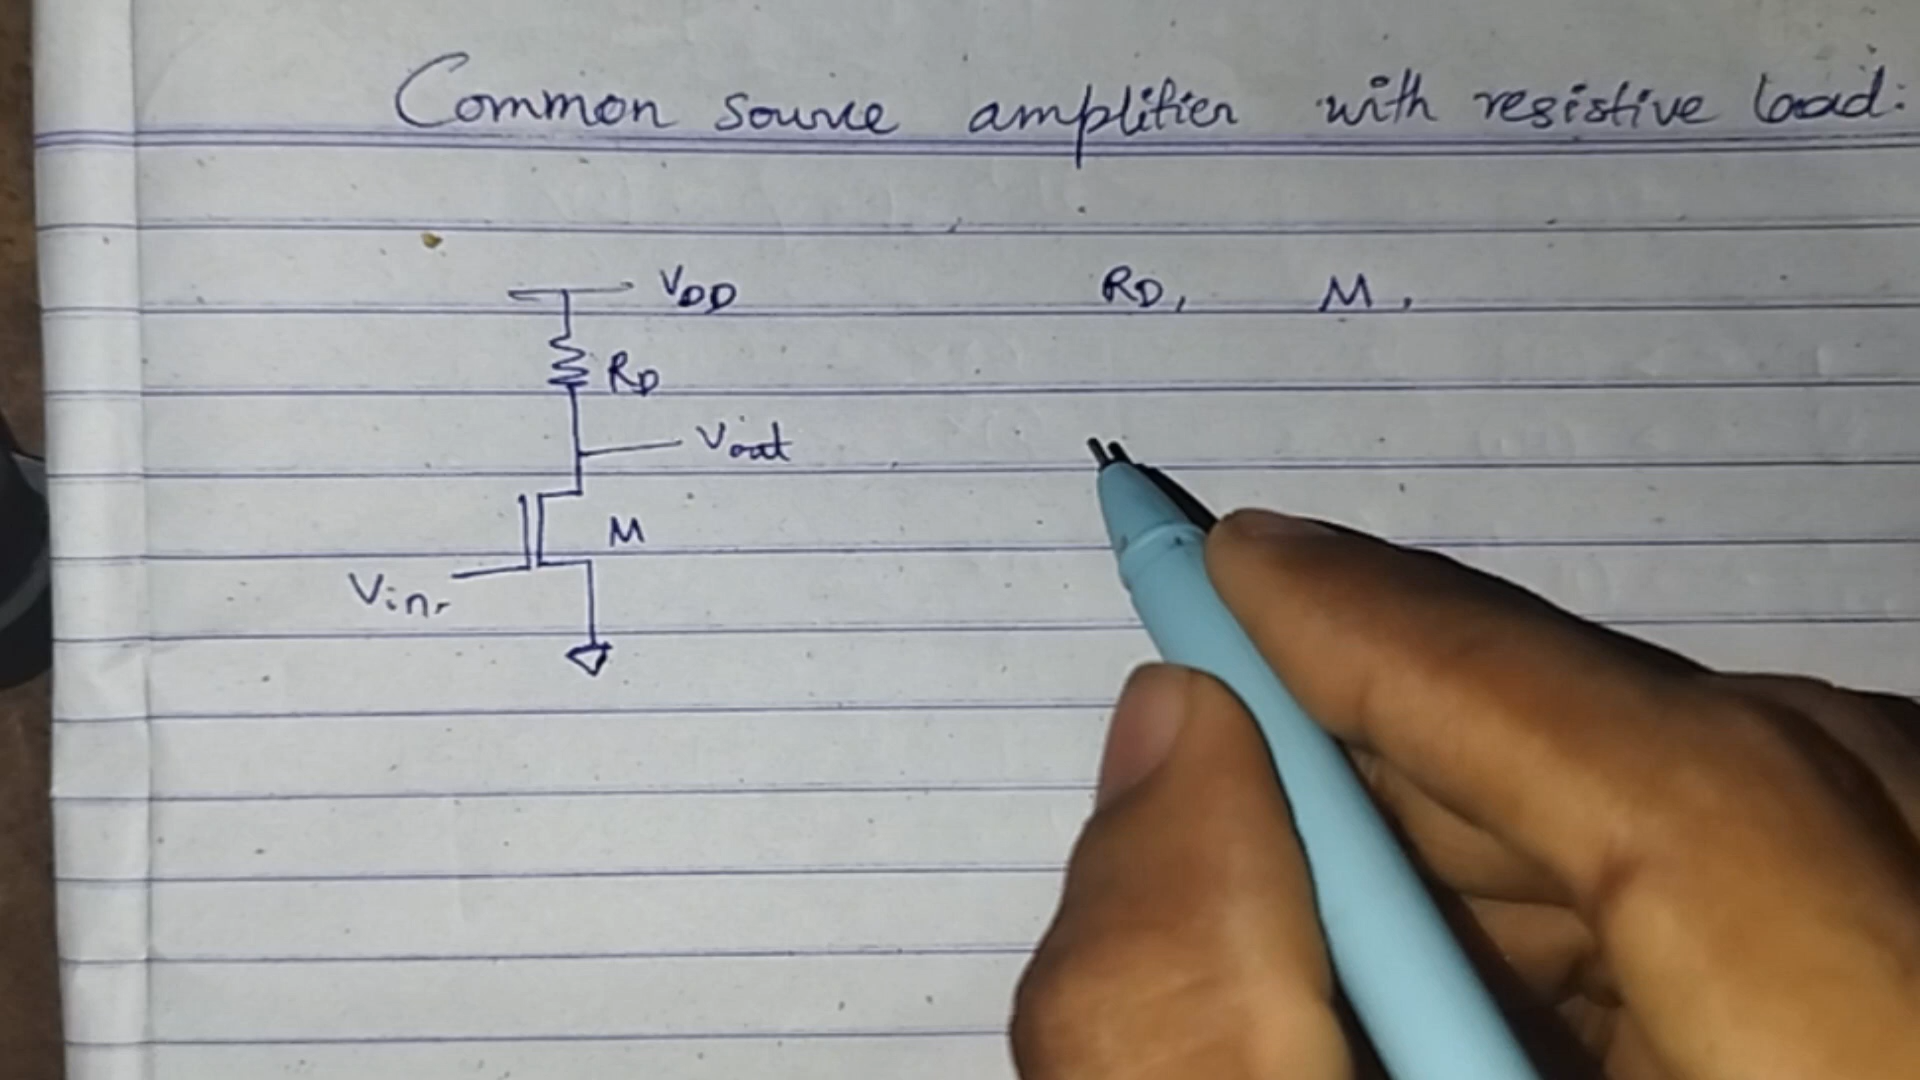 Common source amplifier with resistive load:
VDD
RD, M,
RD
Vout
M
Vin,